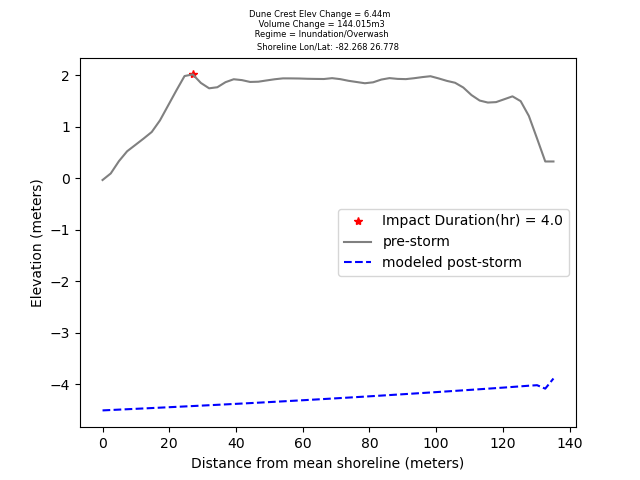 Dune Crest Elev Change = 6.44m
Volume Change = 144.015m3
Regime = Inundation/Overwash
Shoreline Lon/Lat: -82.268 26.778
2
1
0
−1
−2
−3
−4
Elevation (meters)
Impact Duration(hr) = 4.0
pre-storm
modeled post-storm
0 20 40 60 80 100 120 140
Distance from mean shoreline (meters)